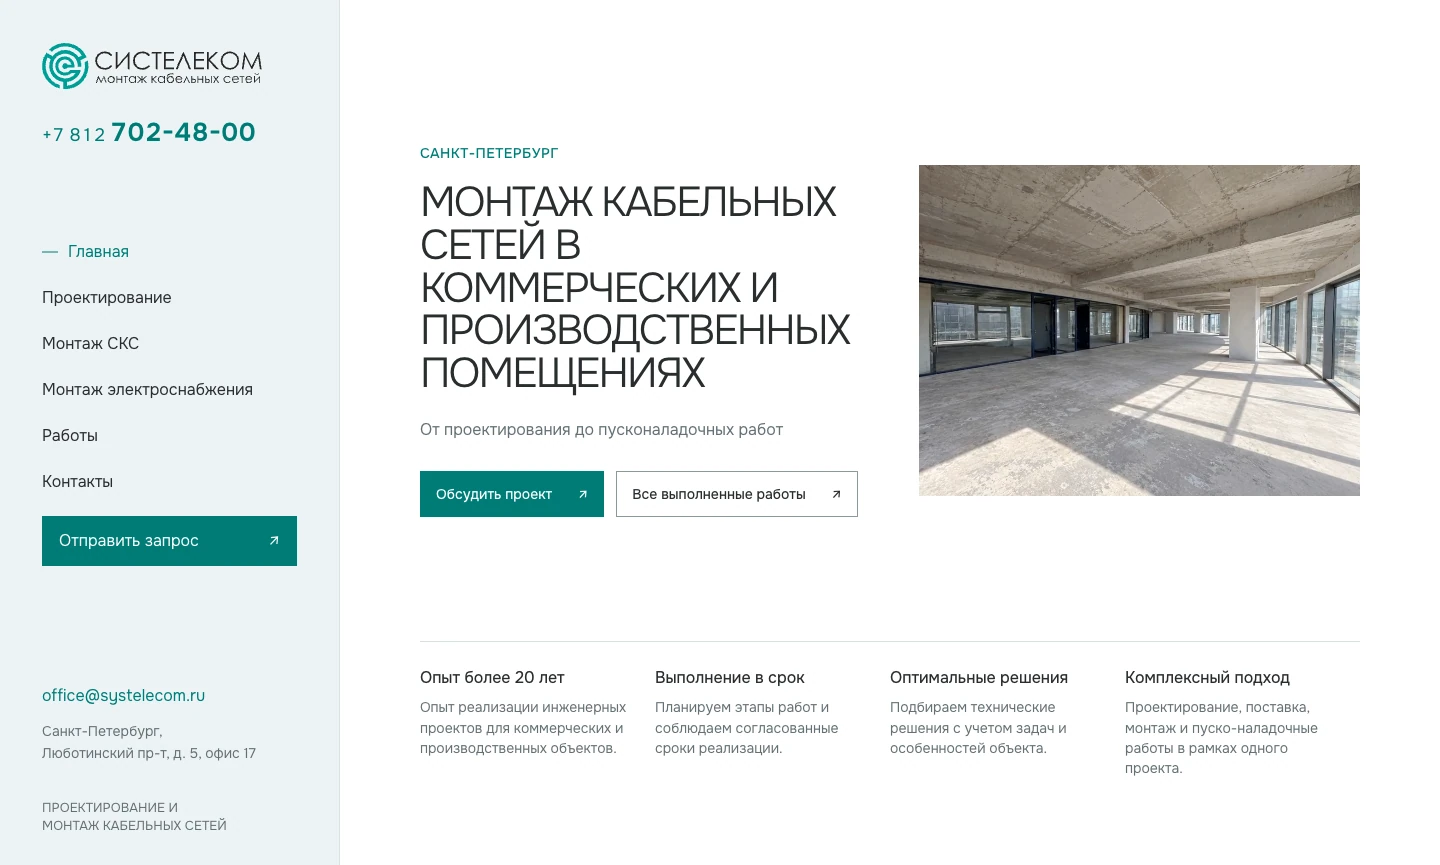 СИСТЕЛЕКОМ
монтаж кабельных сетей
+7 812 702-48-00
— Главная
Проектирование
Монтаж СКС
Монтаж электроснабжения
Работы
Контакты
Отправить запрос
office@systelecom.ru
Санкт-Петербург,
Люботинский пр-т, д. 5, офис 17
ПРОЕКТИРОВАНИЕ И
МОНТАЖ КАБЕЛЬНЫХ СЕТЕЙ
САНКТ-ПЕТЕРБУРГ
МОНТАЖ КАБЕЛЬНЫХ
СЕТЕЙ В
КОММЕРЧЕСКИХ И
ПРОИЗВОДСТВЕННЫХ
ПОМЕЩЕНИЯХ
От проектирования до пусконаладочных работ
Обсудить проект
Все выполненные работы
Опыт более 20 лет
Опыт реализации инженерных
проектов для коммерческих и
производственных объектов.
Выполнение в срок
Планируем этапы работ и
соблюдаем согласованные
сроки реализации.
Оптимальные решения
Подбираем технические
решения с учетом задач и
особенностей объекта.
Комплексный подход
Проектирование, поставка,
монтаж и пуско-наладочные
работы в рамках одного
проекта.